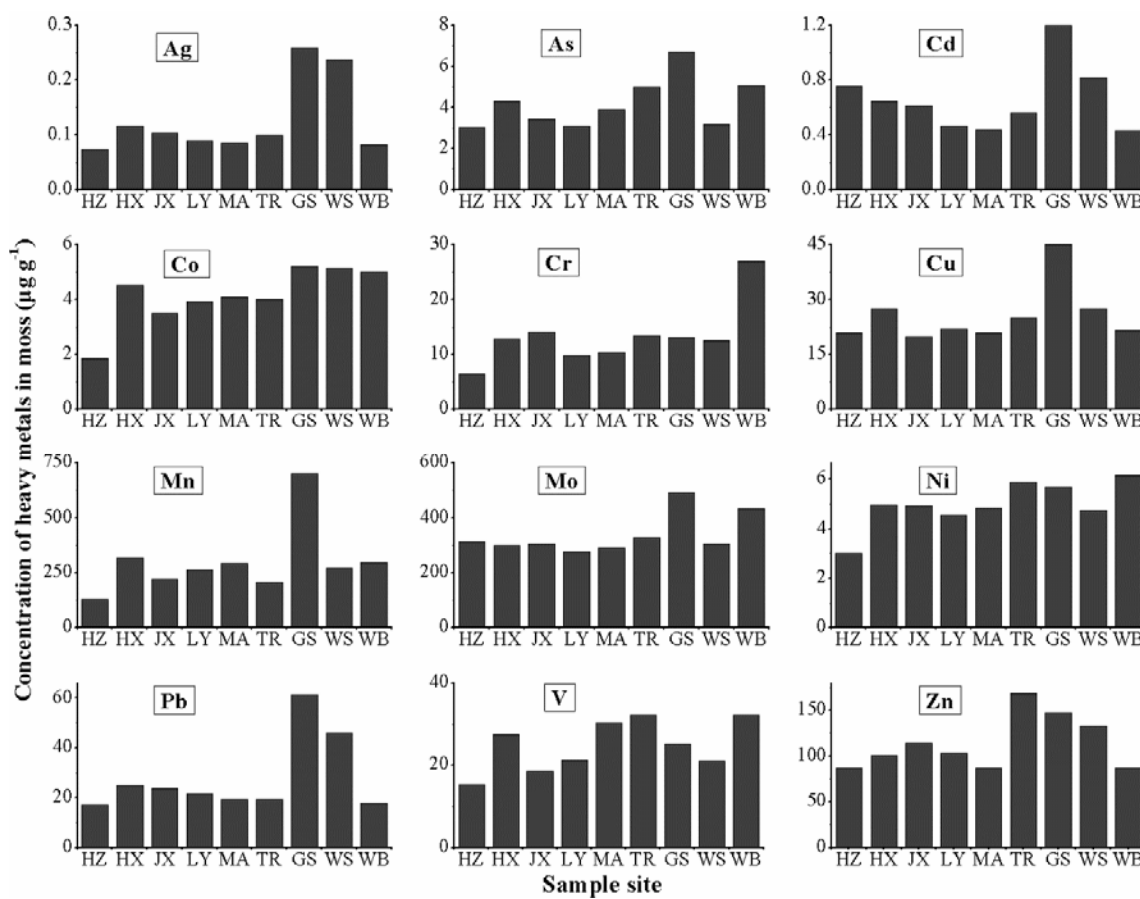 Concentration of heavy metals in moss (µg g⁻¹)
Ag
0.3
0.2
0.1
0.0
HZ HX JX LY MA TR GS WS WB
As
8
6
4
2
0
HZ HX JX LY MA TR GS WS WB
Cd
1.2
0.8
0.4
0.0
HZ HX JX LY MA TR GS WS WB
Co
6
4
2
0
HZ HX JX LY MA TR GS WS WB
Cr
30
20
10
0
HZ HX JX LY MA TR GS WS WB
Cu
45
30
15
0
HZ HX JX LY MA TR GS WS WB
Mn
750
500
250
0
HZ HX JX LY MA TR GS WS WB
Mo
600
400
200
0
HZ HX JX LY MA TR GS WS WB
Ni
6
4
2
0
HZ HX JX LY MA TR GS WS WB
Pb
60
40
20
0
HZ HX JX LY MA TR GS WS WB
V
40
20
0
HZ HX JX LY MA TR GS WS WB
Zn
150
100
50
0
HZ HX JX LY MA TR GS WS WB
Sample site